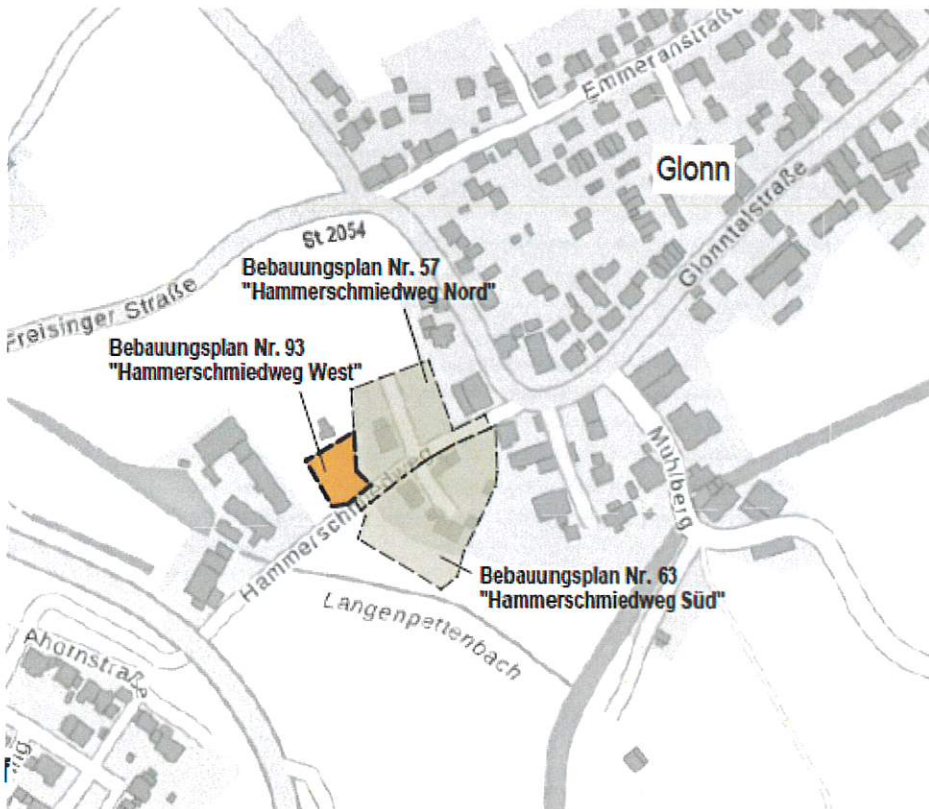 Emmeranstraße
Glonn
St 2054
Glonntalstraße
Bebauungsplan Nr. 57
"Hammerschmiedweg Nord"
Freisinger Straße
Bebauungsplan Nr. 93
"Hammerschmiedweg West"
Mühlberg
Hammerschmiedweg
Bebauungsplan Nr. 63
"Hammerschmiedweg Süd"
Langenpettenbach
Ahornstraße